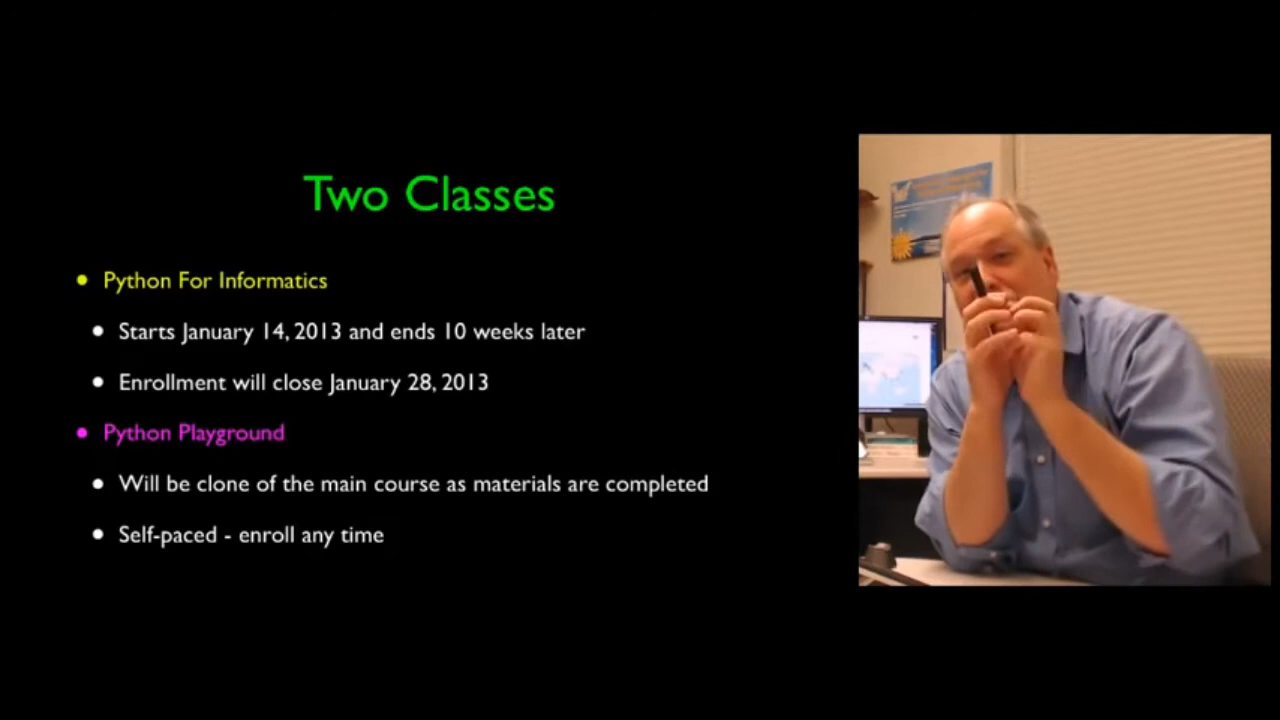 Two Classes
• Python For Informatics
• Starts January 14, 2013 and ends 10 weeks later
• Enrollment will close January 28, 2013
• Python Playground
• Will be clone of the main course as materials are completed
• Self-paced - enroll any time